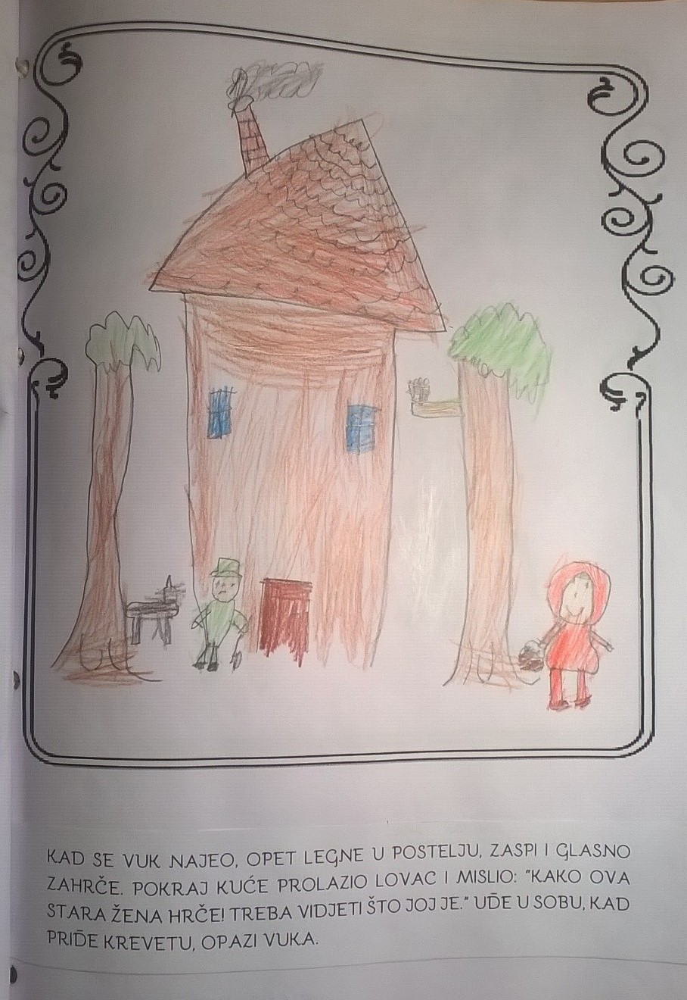 KAD SE VUK NAJEO, OPET LEGNE U POSTELJU, ZASPI I GLASNO
ZAHRČE. POKRAJ KUĆE PROLAZIO LOVAC I MISLIO: "KAKO OVA
STARA ŽENA HRČE! TREBA VIDJETI ŠTO JOJ JE." UĐE U SOBU, KAD
PRIĐE KREVETU, OPAZI VUKA.